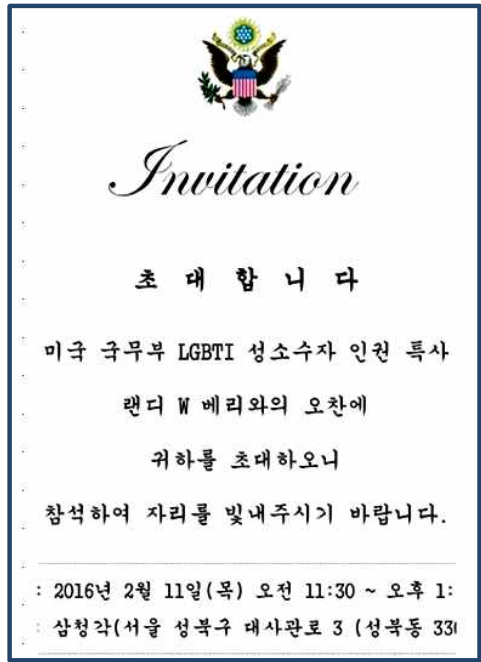 Invitation
초 대 합 니 다
미국 국무부 LGBTI 성소수자 인권 특사
랜디 W 베리와의 오찬에
귀하를 초대하오니
참석하여 자리를 빛내주시기 바랍니다.
: 2016년 2월 11일(목) 오전 11:30 ~ 오후 1:
: 삼청각(서울 성북구 대사관로 3 (성북동 330